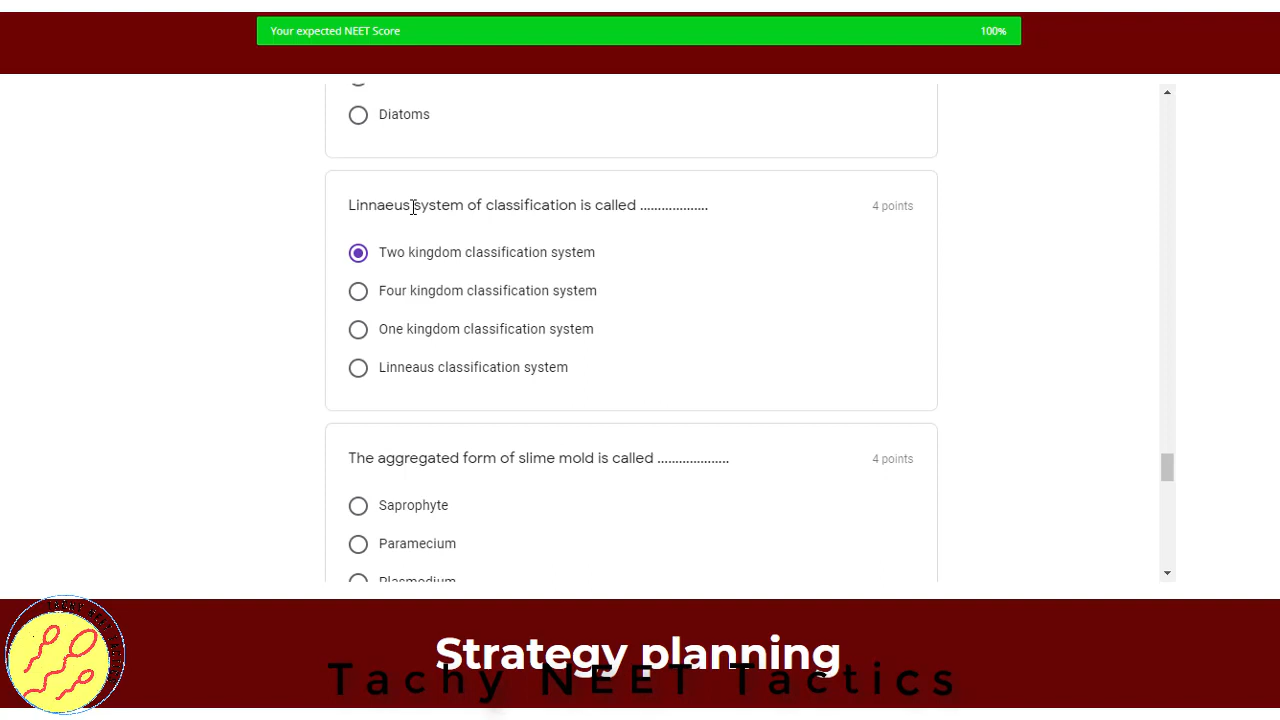 Your expected NEET Score 100%
Diatoms
Linnaeus system of classification is called ................... 4 points
Two kingdom classification system
Four kingdom classification system
One kingdom classification system
Linneaus classification system
The aggregated form of slime mold is called .................... 4 points
Saprophyte
Paramecium
Plasmodium
Strategy planning
Tachy NEET Tactics